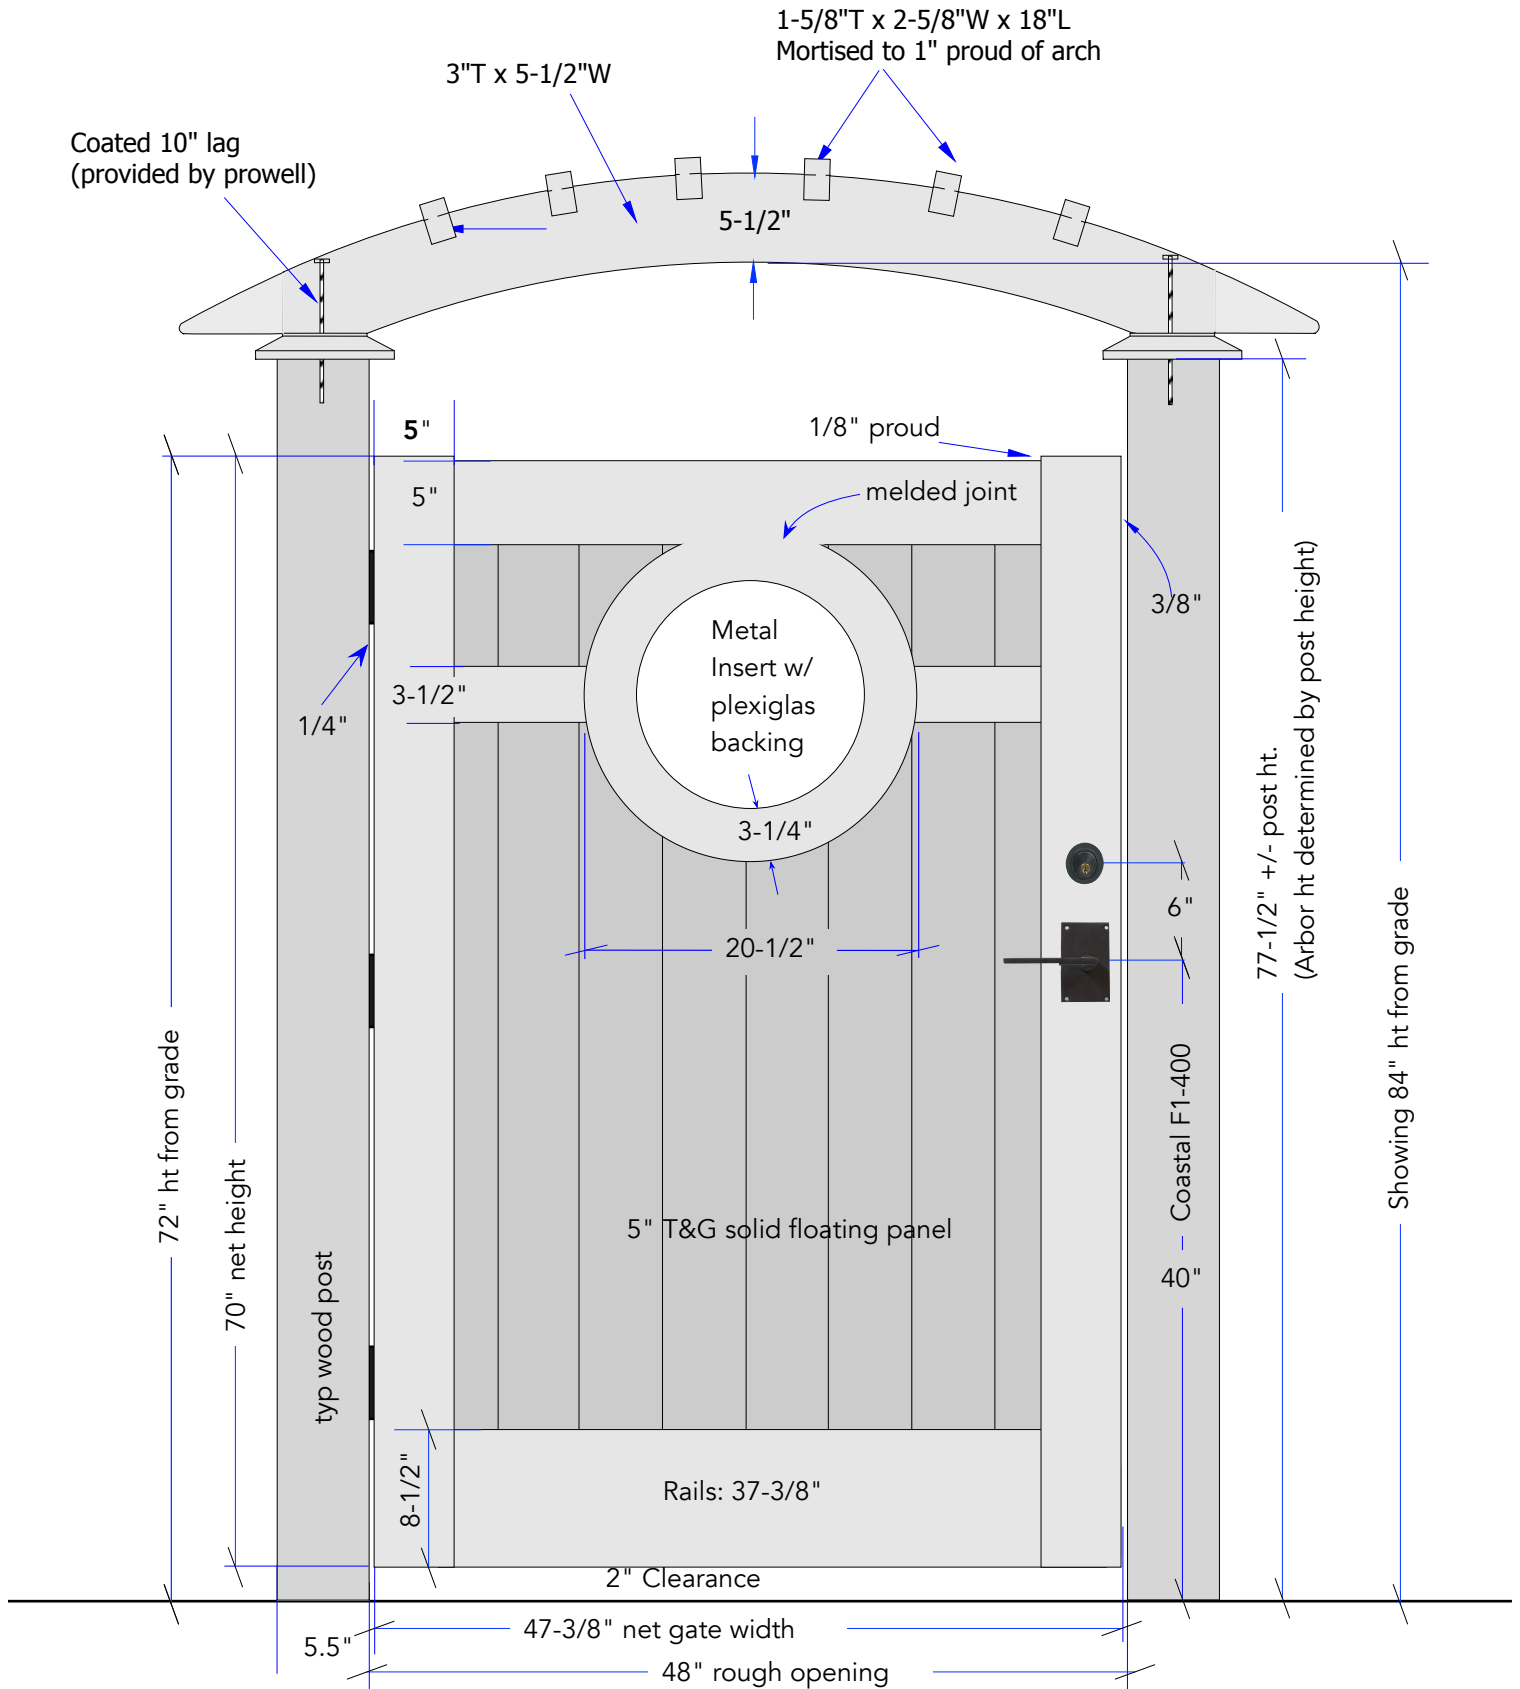 1-5/8"T x 2-5/8"W x 18"L
Mortised to 1" proud of arch
3"T x 5-1/2"W
Coated 10" lag
(provided by prowell)
5-1/2"
5"
1/8" proud
5"
melded joint
3/8"
Metal
Insert w/
plexiglas
backing
3-1/2"
1/4"
3-1/4"
6"
20-1/2"
77-1/2" +/- post ht.
(Arbor ht determined by post height)
Showing 84" ht from grade
72" ht from grade
70" net height
Coastal F1-400
5" T&G solid floating panel
40"
typ wood post
8-1/2"
Rails: 37-3/8"
2" Clearance
47-3/8" net gate width
5.5"
48" rough opening